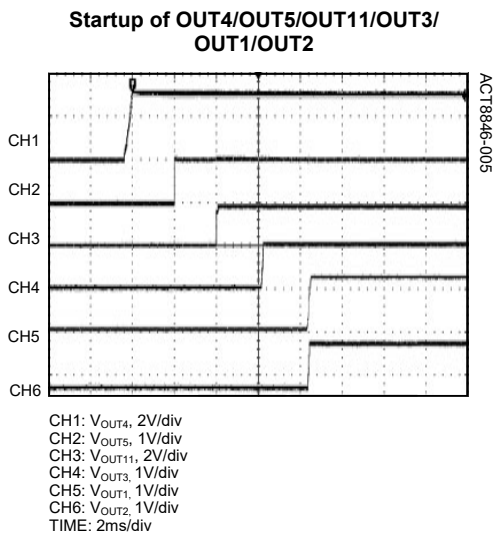 Startup of OUT4/OUT5/OUT11/OUT3/
OUT1/OUT2
ACT8846-005
CH1
CH2
CH3
CH4
CH5
CH6
CH1: VOUT4, 2V/div
CH2: VOUT5, 1V/div
CH3: VOUT11, 2V/div
CH4: VOUT3, 1V/div
CH5: VOUT1, 1V/div
CH6: VOUT2, 1V/div
TIME: 2ms/div